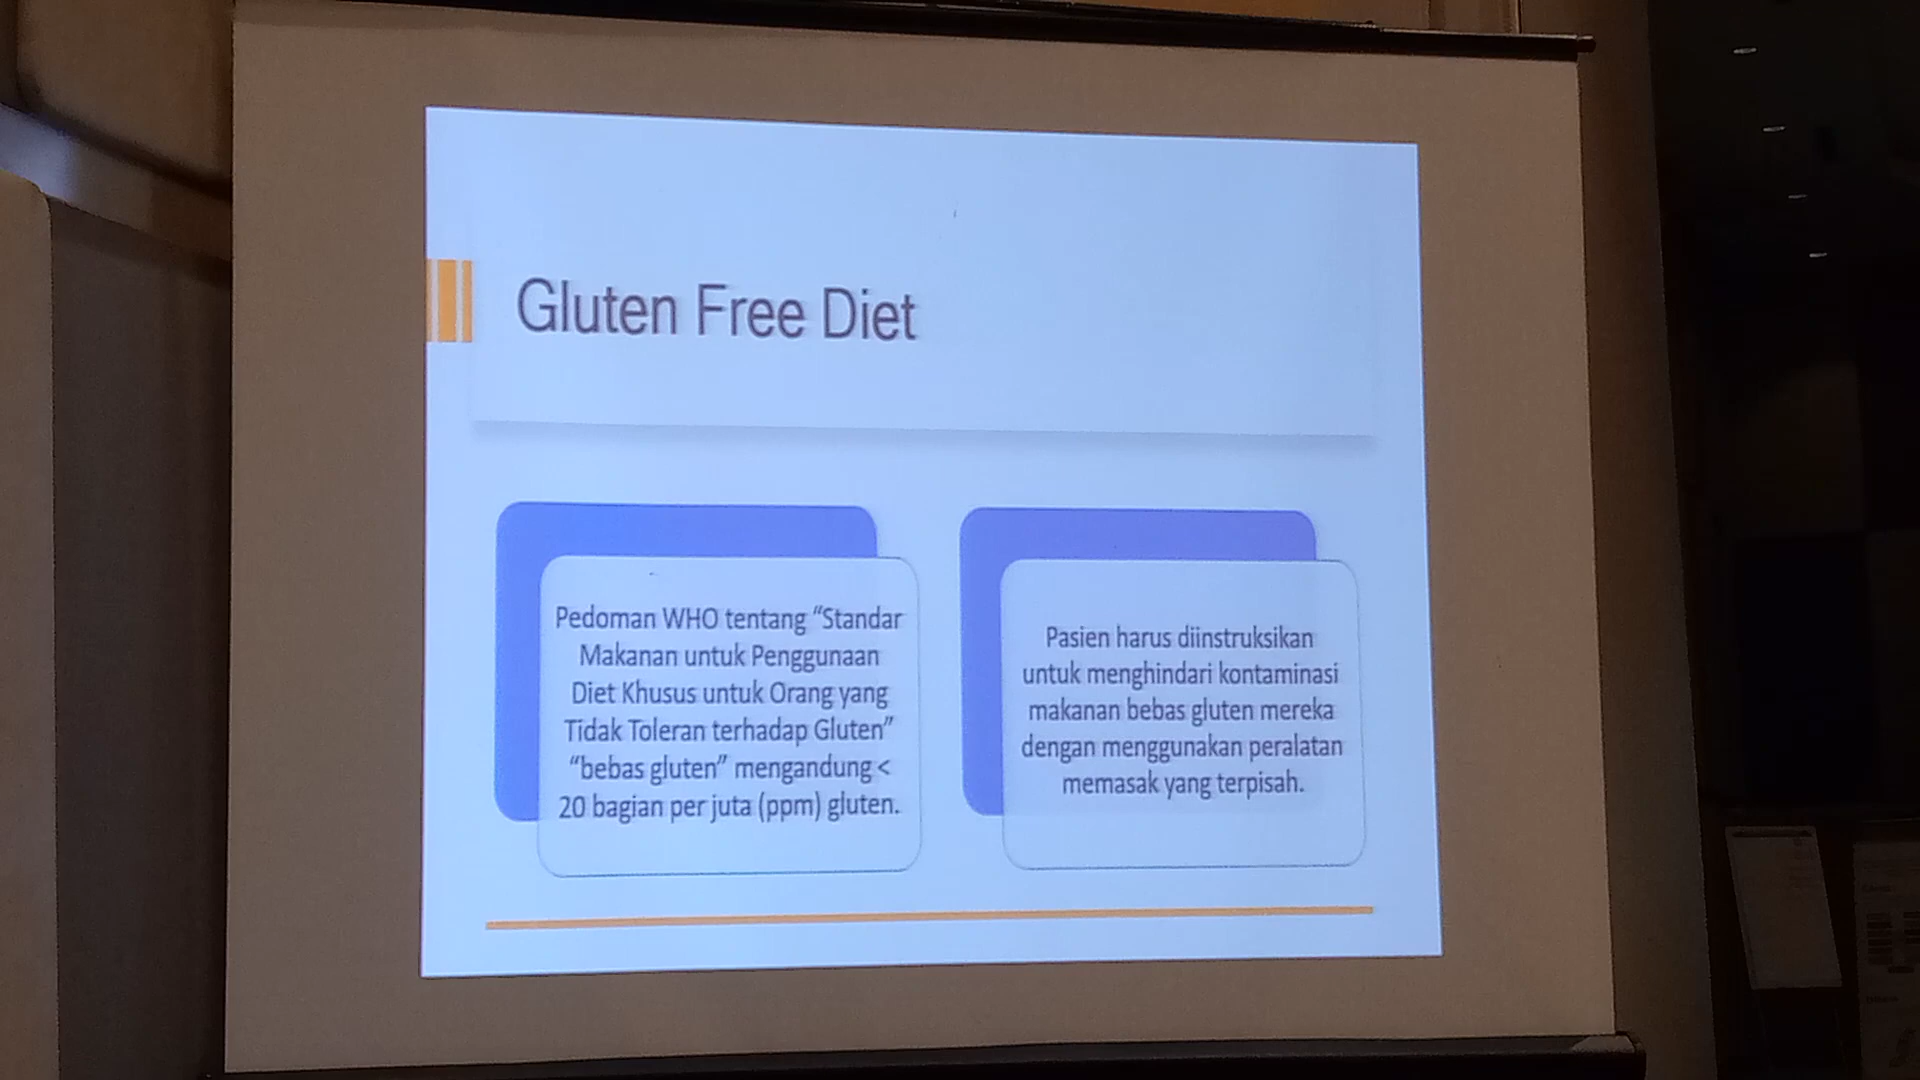 Gluten Free Diet
Pedoman WHO tentang “Standar
Makanan untuk Penggunaan
Diet Khusus untuk Orang yang
Tidak Toleran terhadap Gluten”
“bebas gluten” mengandung <
20 bagian per juta (ppm) gluten.
Pasien harus diinstruksikan
untuk menghindari kontaminasi
makanan bebas gluten mereka
dengan menggunakan peralatan
memasak yang terpisah.